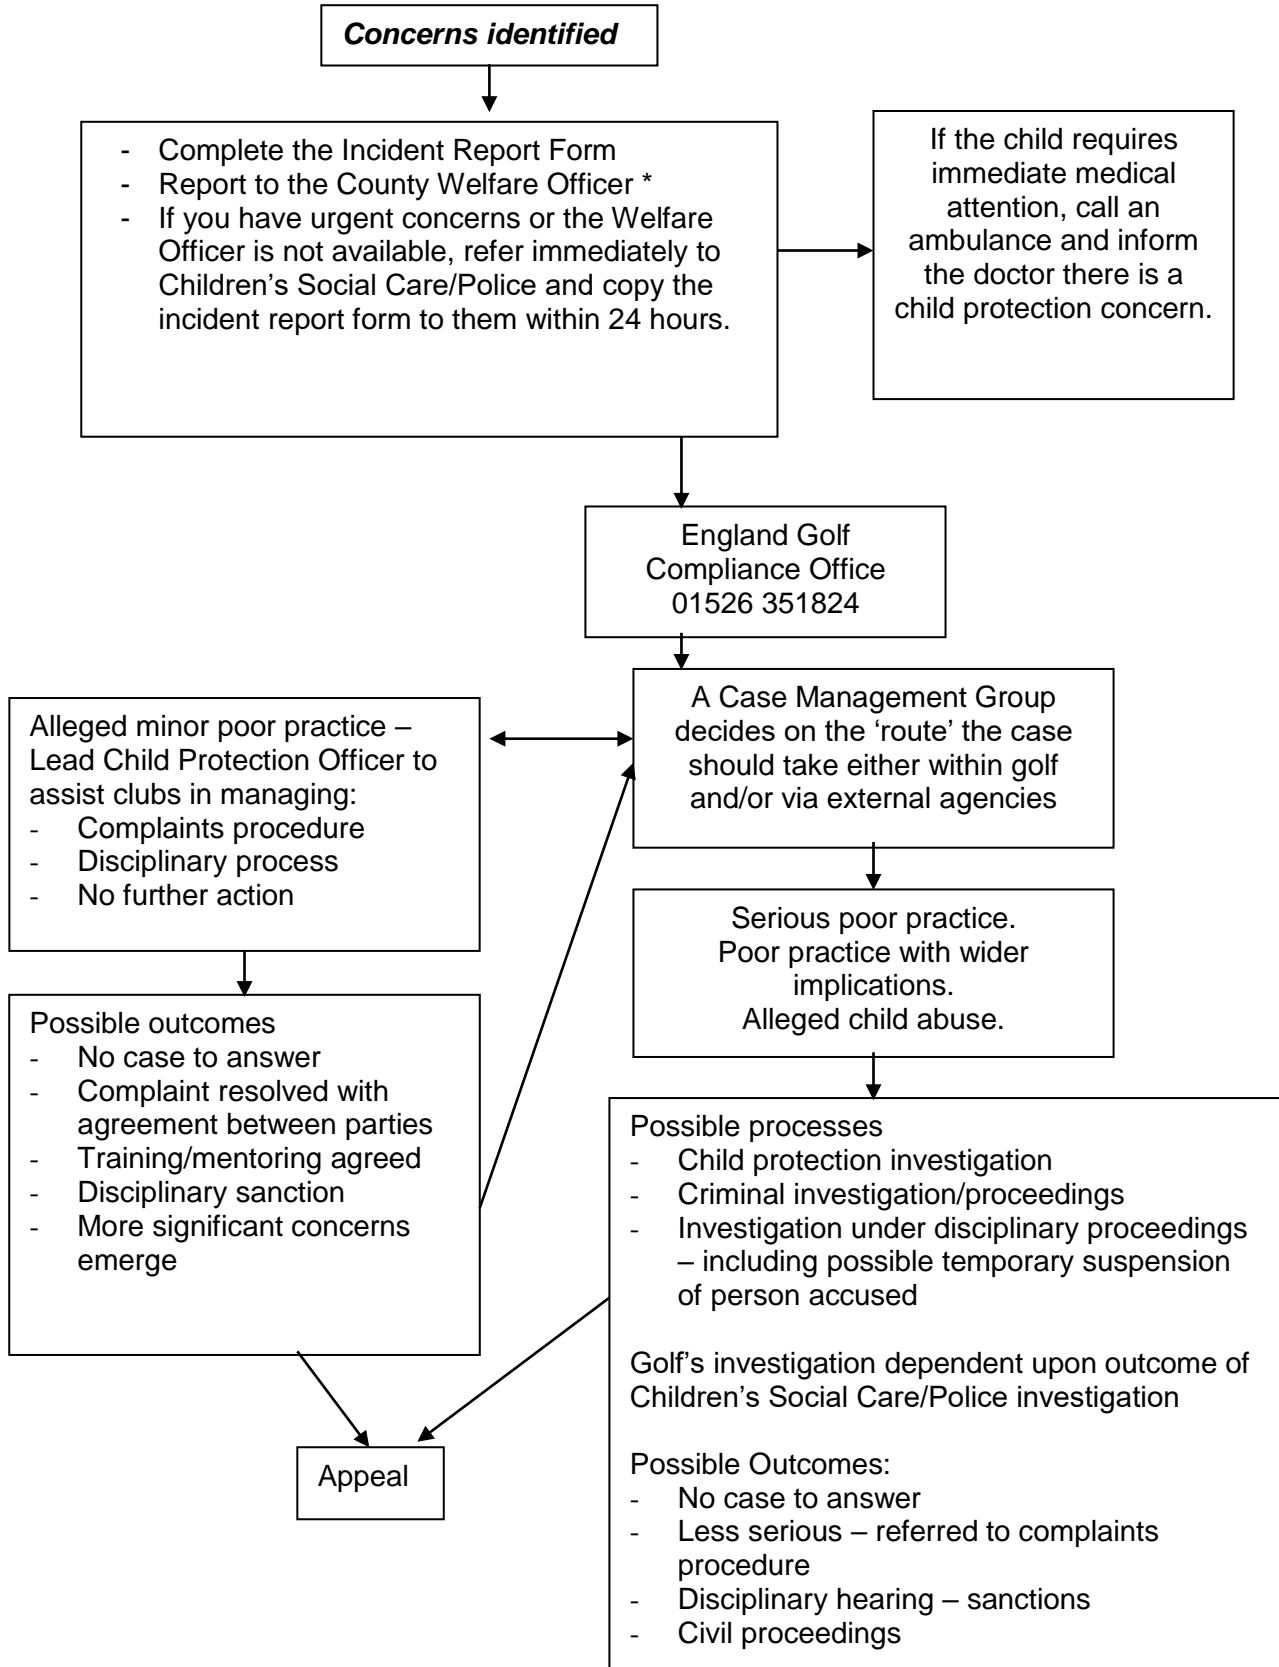 Concerns identified
- Complete the Incident Report Form
- Report to the County Welfare Officer *
- If you have urgent concerns or the Welfare
Officer is not available, refer immediately to
Children’s Social Care/Police and copy the
incident report form to them within 24 hours.
If the child requires
immediate medical
attention, call an
ambulance and inform
the doctor there is a
child protection concern.
England Golf
Compliance Office
01526 351824
A Case Management Group
decides on the ‘route’ the case
should take either within golf
and/or via external agencies
Alleged minor poor practice –
Lead Child Protection Officer to
assist clubs in managing:
- Complaints procedure
- Disciplinary process
- No further action
Serious poor practice.
Poor practice with wider
implications.
Alleged child abuse.
Possible outcomes
- No case to answer
- Complaint resolved with
agreement between parties
- Training/mentoring agreed
- Disciplinary sanction
- More significant concerns
emerge
Possible processes
- Child protection investigation
- Criminal investigation/proceedings
- Investigation under disciplinary proceedings
– including possible temporary suspension
of person accused
Golf’s investigation dependent upon outcome of
Children’s Social Care/Police investigation
Possible Outcomes:
- No case to answer
- Less serious – referred to complaints
procedure
- Disciplinary hearing – sanctions
- Civil proceedings
Appeal